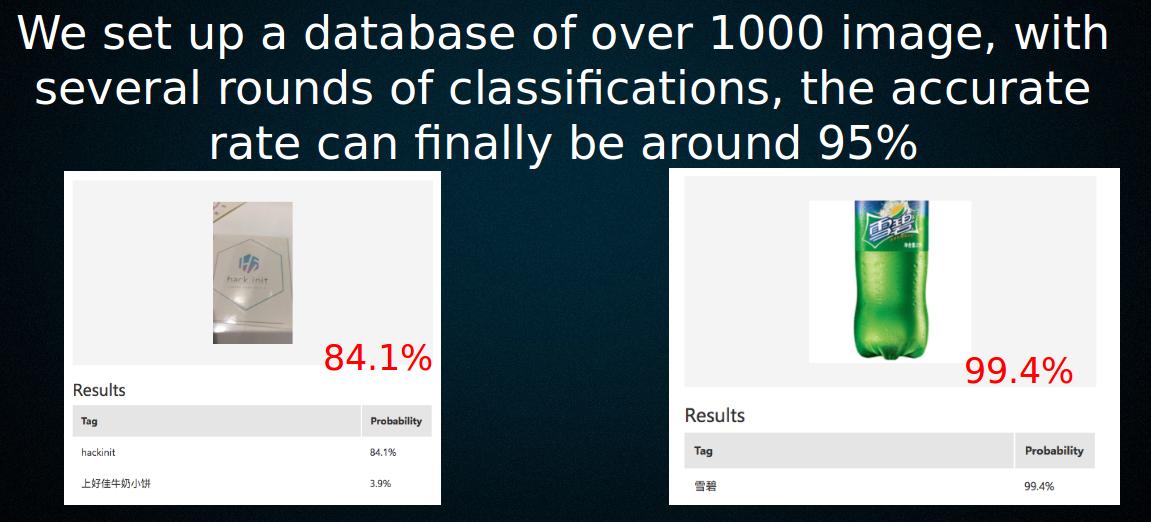 We set up a database of over 1000 image, with
several rounds of classifications, the accurate
rate can finally be around 95%
hack.init
84.1%
Results
Tag Probability
hackinit 84.1%
上好佳牛奶小饼 3.9%
雪碧
99.4%
Results
Tag Probability
雪碧 99.4%